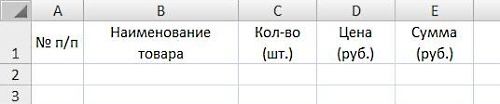 A B C D E
1 № п/п Наименование товара Кол-во (шт.) Цена (руб.) Сумма (руб.)
2
3